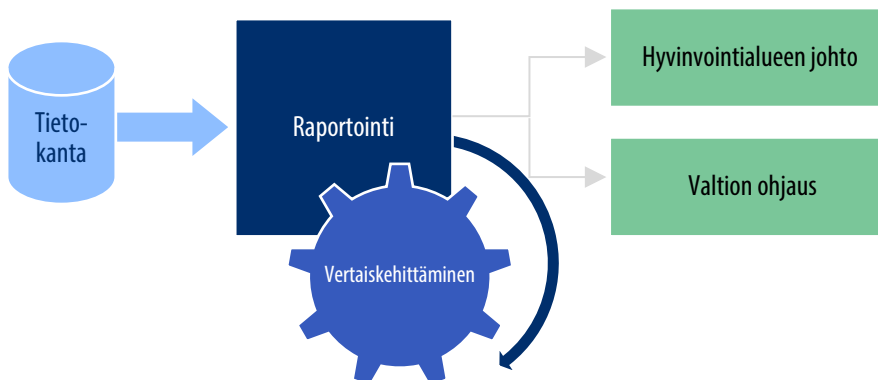 Tieto-
kanta
Raportointi
Vertaiskehittäminen
Hyvinvointialueen johto
Valtion ohjaus